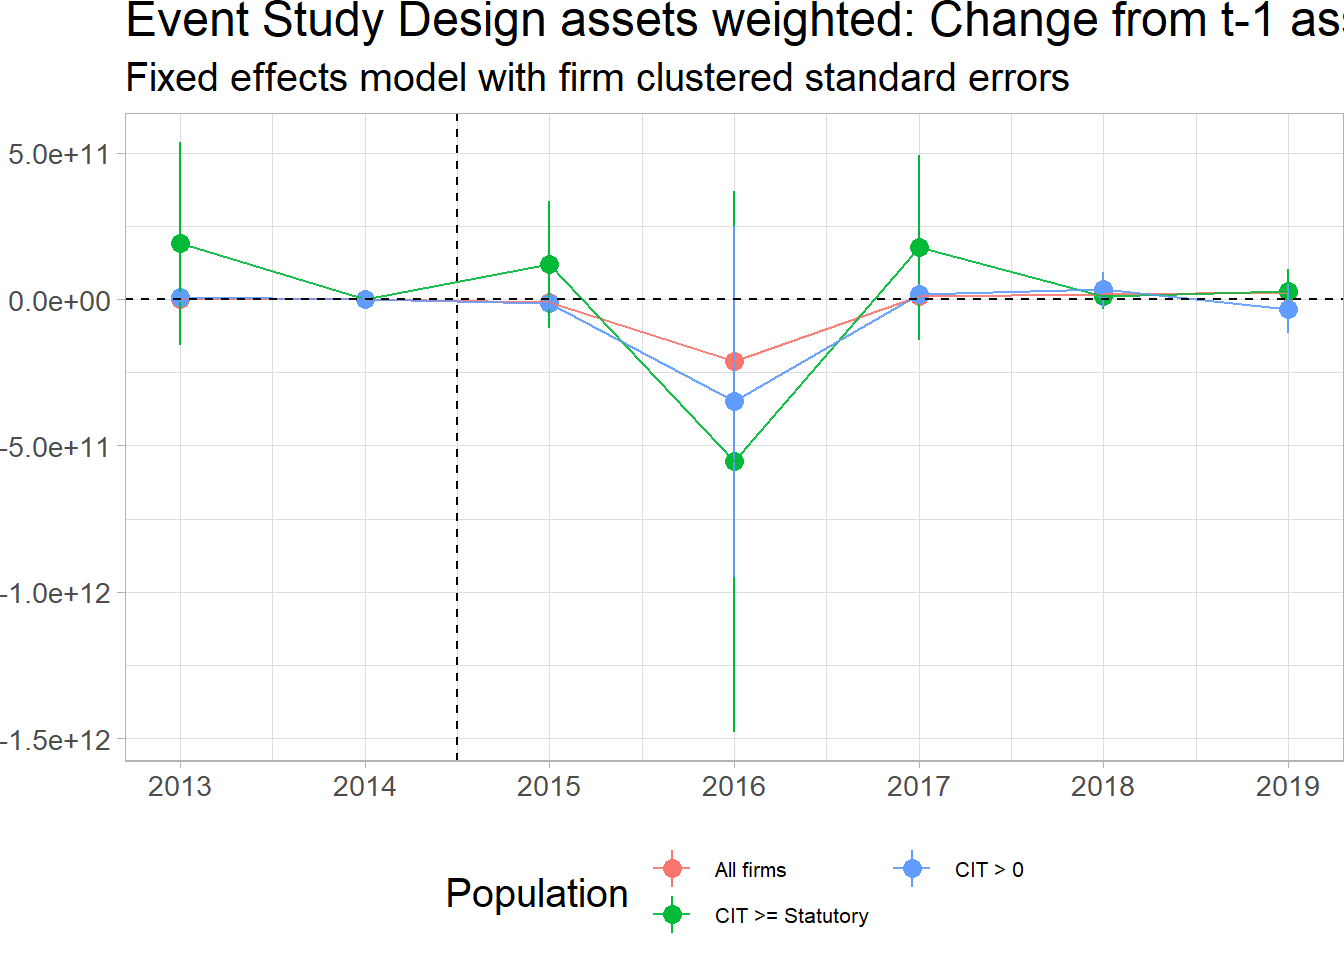 Event Study Design assets weighted: Change from t-1
Fixed effects model with firm clustered standard errors
5.0e+11
0.0e+00
-5.0e+11
-1.0e+12
-1.5e+12
2013 2014 2015 2016 2017 2018 2019
Population
All firms
CIT > 0
CIT >= Statutory